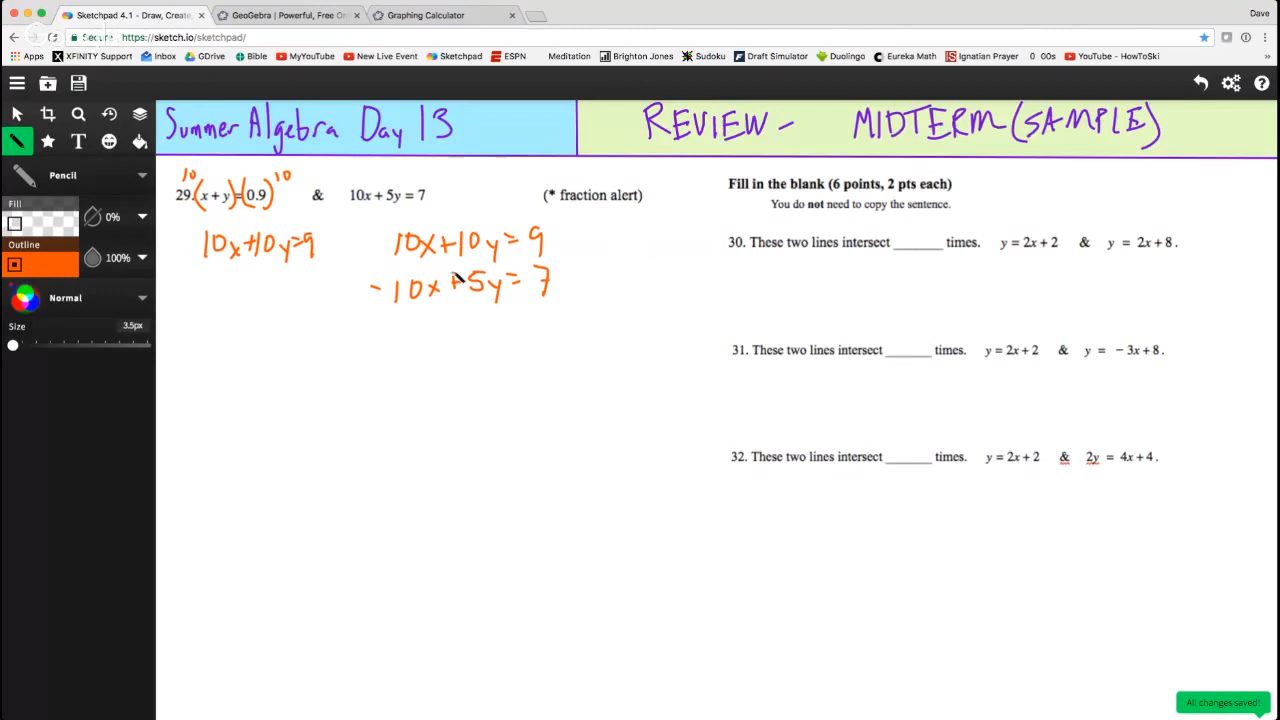 Sketchpad 4.1 - Draw, Create,
GeoGebra | Powerful, Free On
Graphing Calculator
Dave
Secure
https://sketch.io/sketchpad/
Apps
XFINITY Support
Inbox
GDrive
Bible
MyYouTube
New Live Event
Sketchpad
ESPN
Meditation
Brighton Jones
Sudoku
Draft Simulator
Duolingo
Eureka Math
Ignatian Prayer
00s
YouTube - HowToSki
»
Summer Algebra Day 13
REVIEW - MIDTERM (SAMPLE)
Pencil
Fill
0%
Outline
100%
Normal
Size
3.5px
10 10
29. (x + y) = (0.9) & 10x + 5y = 7 (* fraction alert)
10x+10y=9
10x+10y=9
- 10x+5y=7
Fill in the blank (6 points, 2 pts each)
You do not need to copy the sentence.
30. These two lines intersect _______ times. y = 2x + 2 & y = 2x + 8 .
31. These two lines intersect _______ times. y = 2x + 2 & y = − 3x + 8 .
32. These two lines intersect _______ times. y = 2x + 2 & 2y = 4x + 4 .
All changes saved!